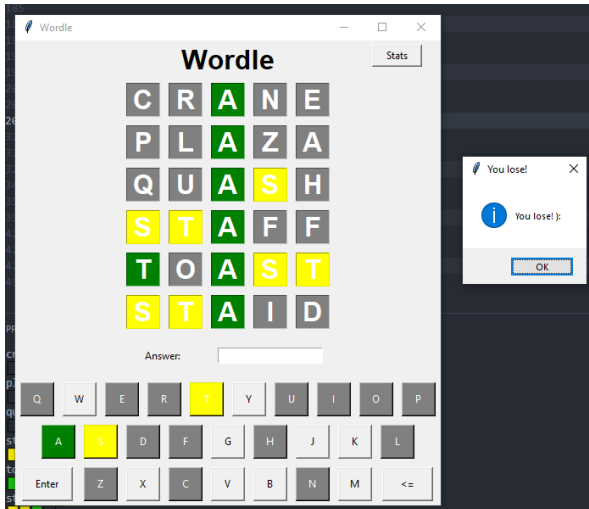 Wordle
Wordle
Stats
C R A N E
P L A Z A
Q U A S H
S T A F F
T O A S T
S T A I D
You lose!
i You lose! ):
OK
Answer:
Q W E R T Y U I O P
A S D F G H J K L
Enter Z X C V B N M <=